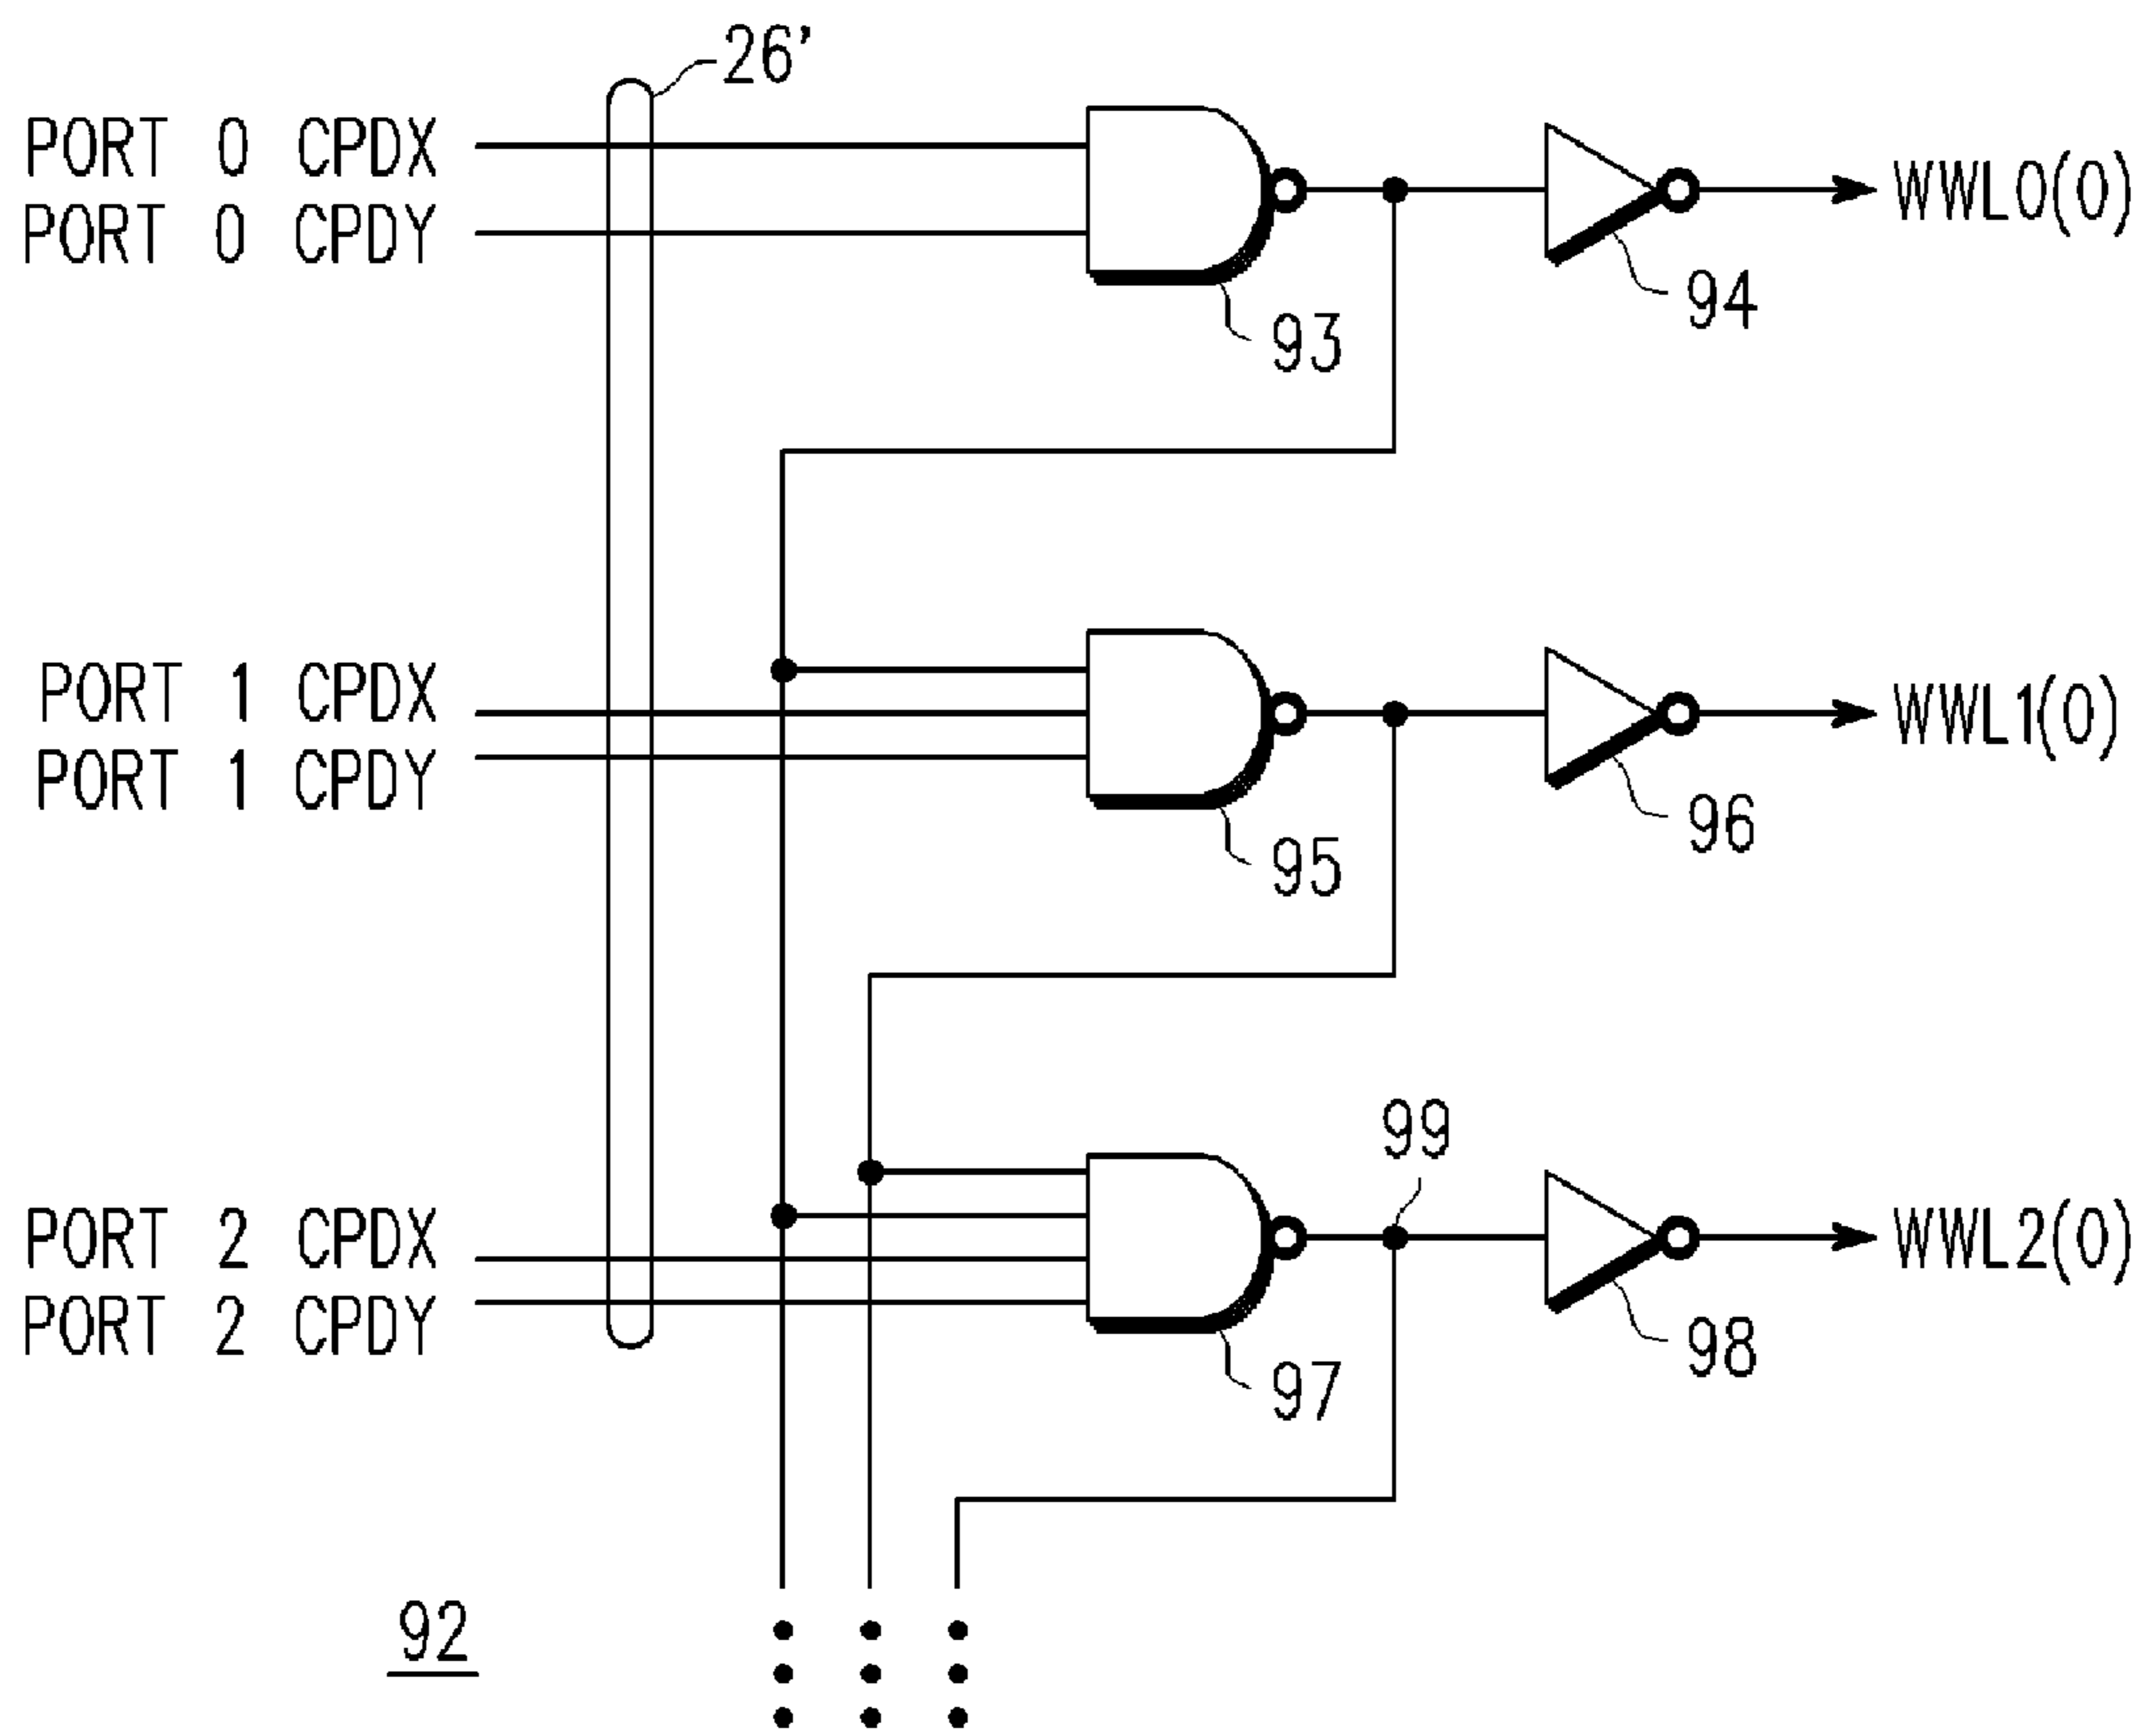 26'
PORT 0 CPDX
PORT 0 CPDY
WWL0(0)
94
93
PORT 1 CPDX
PORT 1 CPDY
WWL1(0)
96
95
99
PORT 2 CPDX
PORT 2 CPDY
WWL2(0)
98
97
92